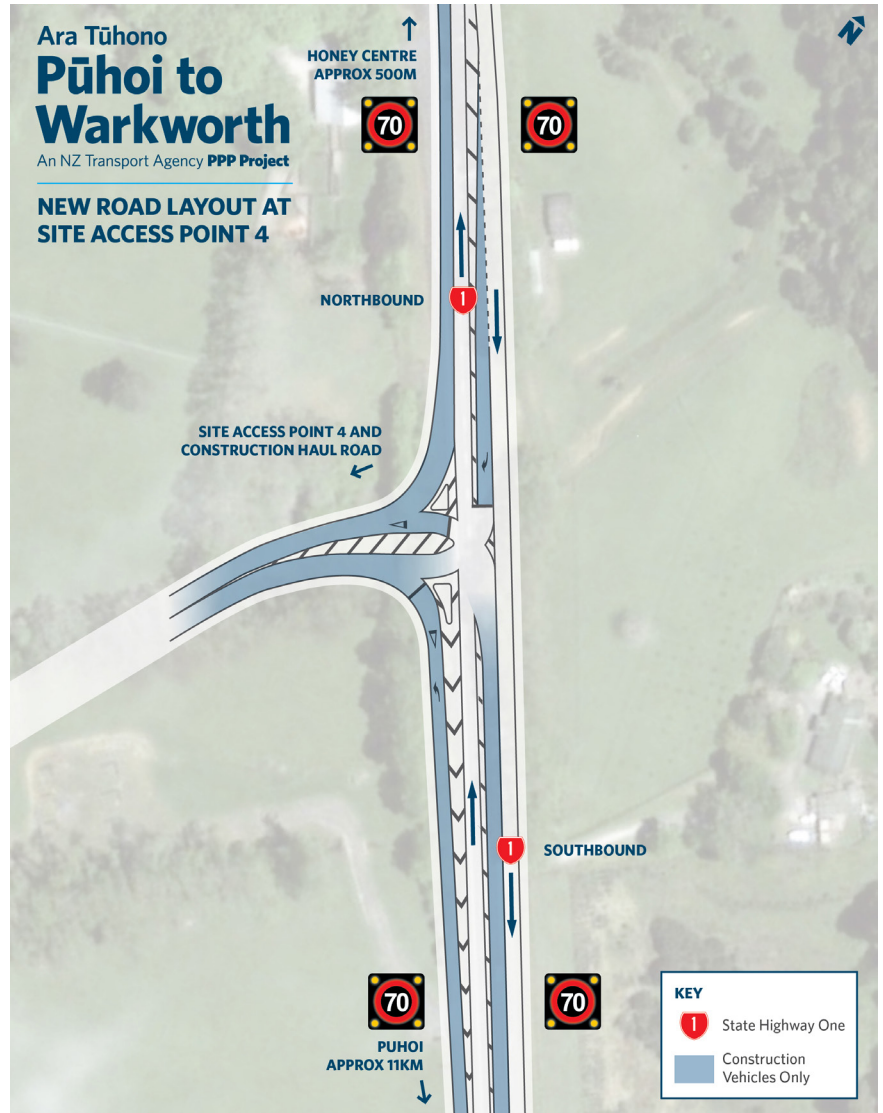 Ara Tūhono
Pūhoi to
Warkworth
An NZ Transport Agency PPP Project
NEW ROAD LAYOUT AT
SITE ACCESS POINT 4
HONEY CENTRE
APPROX 500M
N
70
70
NORTHBOUND
1
SITE ACCESS POINT 4 AND
CONSTRUCTION HAUL ROAD
1
SOUTHBOUND
70
70
PUHOI
APPROX 11KM
KEY
1
State Highway One
Construction
Vehicles Only